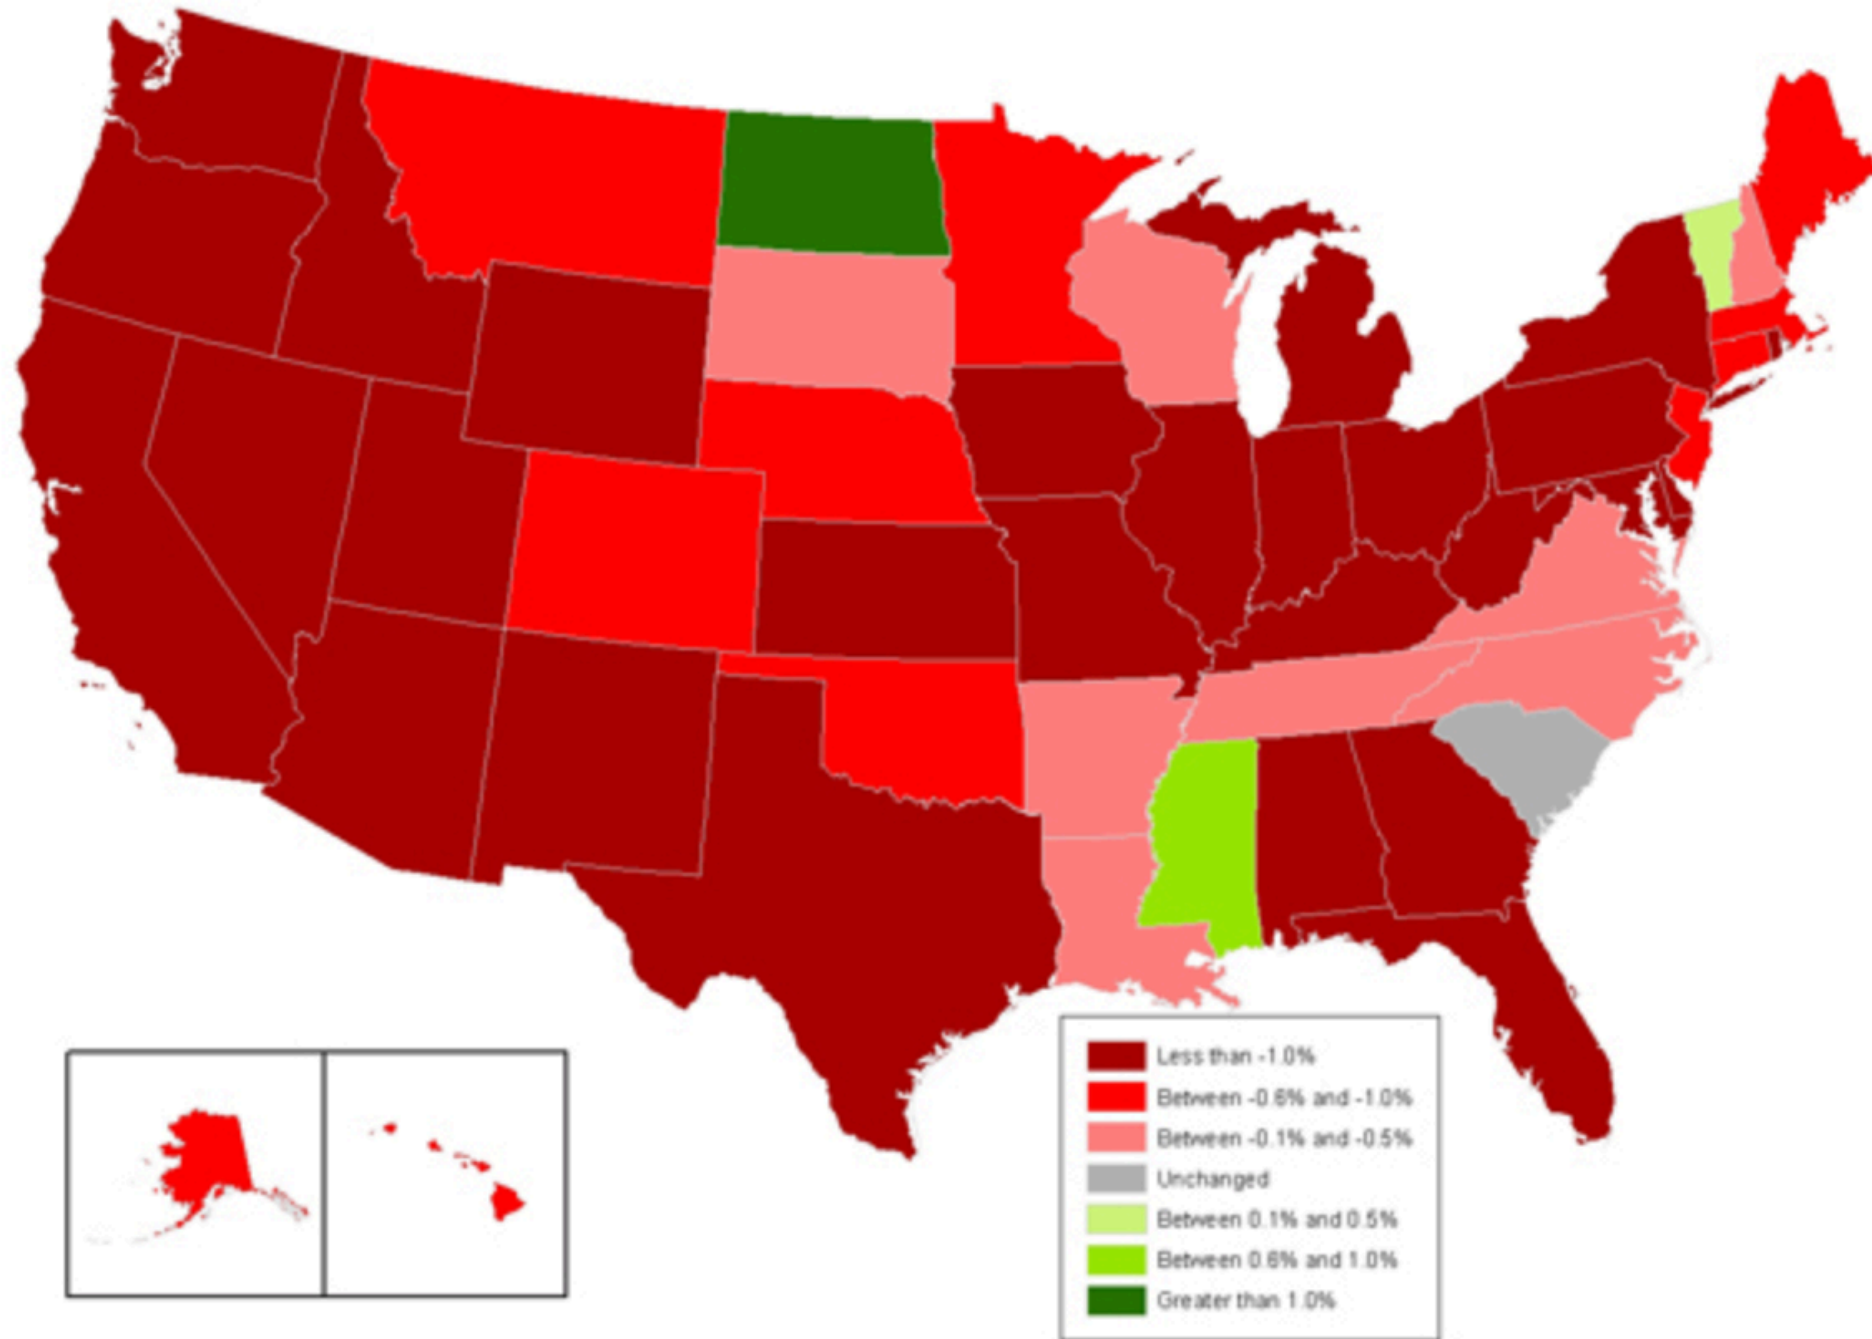 Less than -1.0%
Between -0.6% and -1.0%
Between -0.1% and -0.5%
Unchanged
Between 0.1% and 0.5%
Between 0.6% and 1.0%
Greater than 1.0%